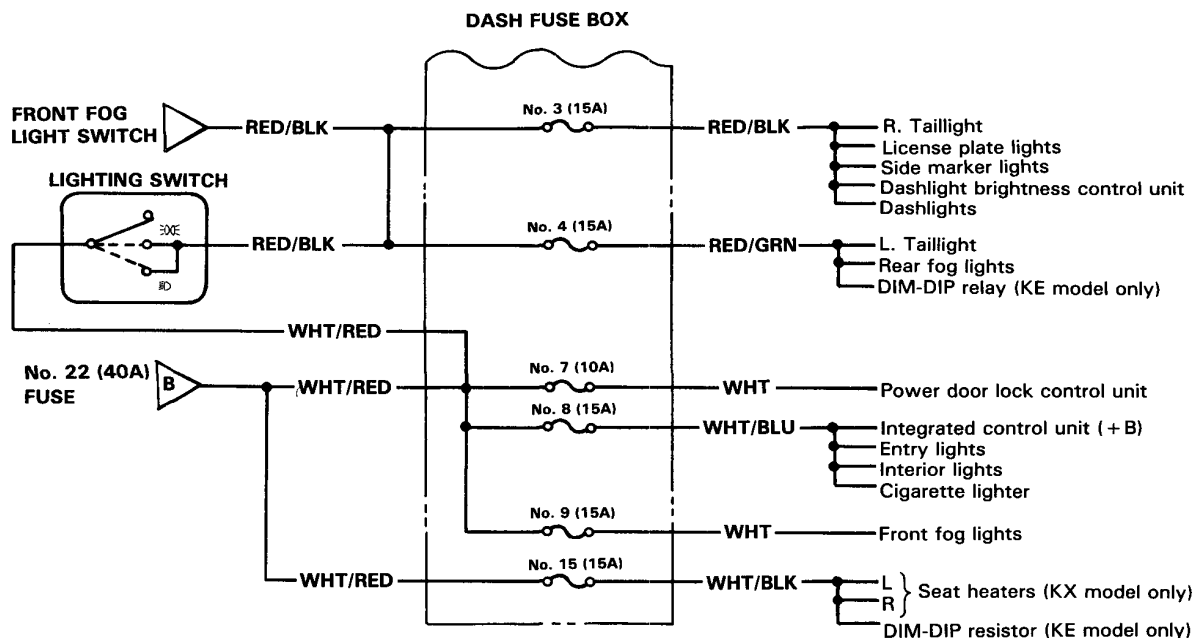 DASH FUSE BOX
FRONT FOG
LIGHT SWITCH
RED/BLK
No. 3 (15A)
RED/BLK
R. Taillight
License plate lights
Side marker lights
Dashlight brightness control unit
Dashlights
LIGHTING SWITCH
RED/BLK
No. 4 (15A)
RED/GRN
L. Taillight
Rear fog lights
DIM-DIP relay (KE model only)
WHT/RED
No. 22 (40A)
FUSE
B
WHT/RED
No. 7 (10A)
WHT
Power door lock control unit
No. 8 (15A)
WHT/BLU
Integrated control unit (+B)
Entry lights
Interior lights
Cigarette lighter
No. 9 (15A)
WHT
Front fog lights
WHT/RED
No. 15 (15A)
WHT/BLK
L
R
Seat heaters (KX model only)
DIM-DIP resistor (KE model only)